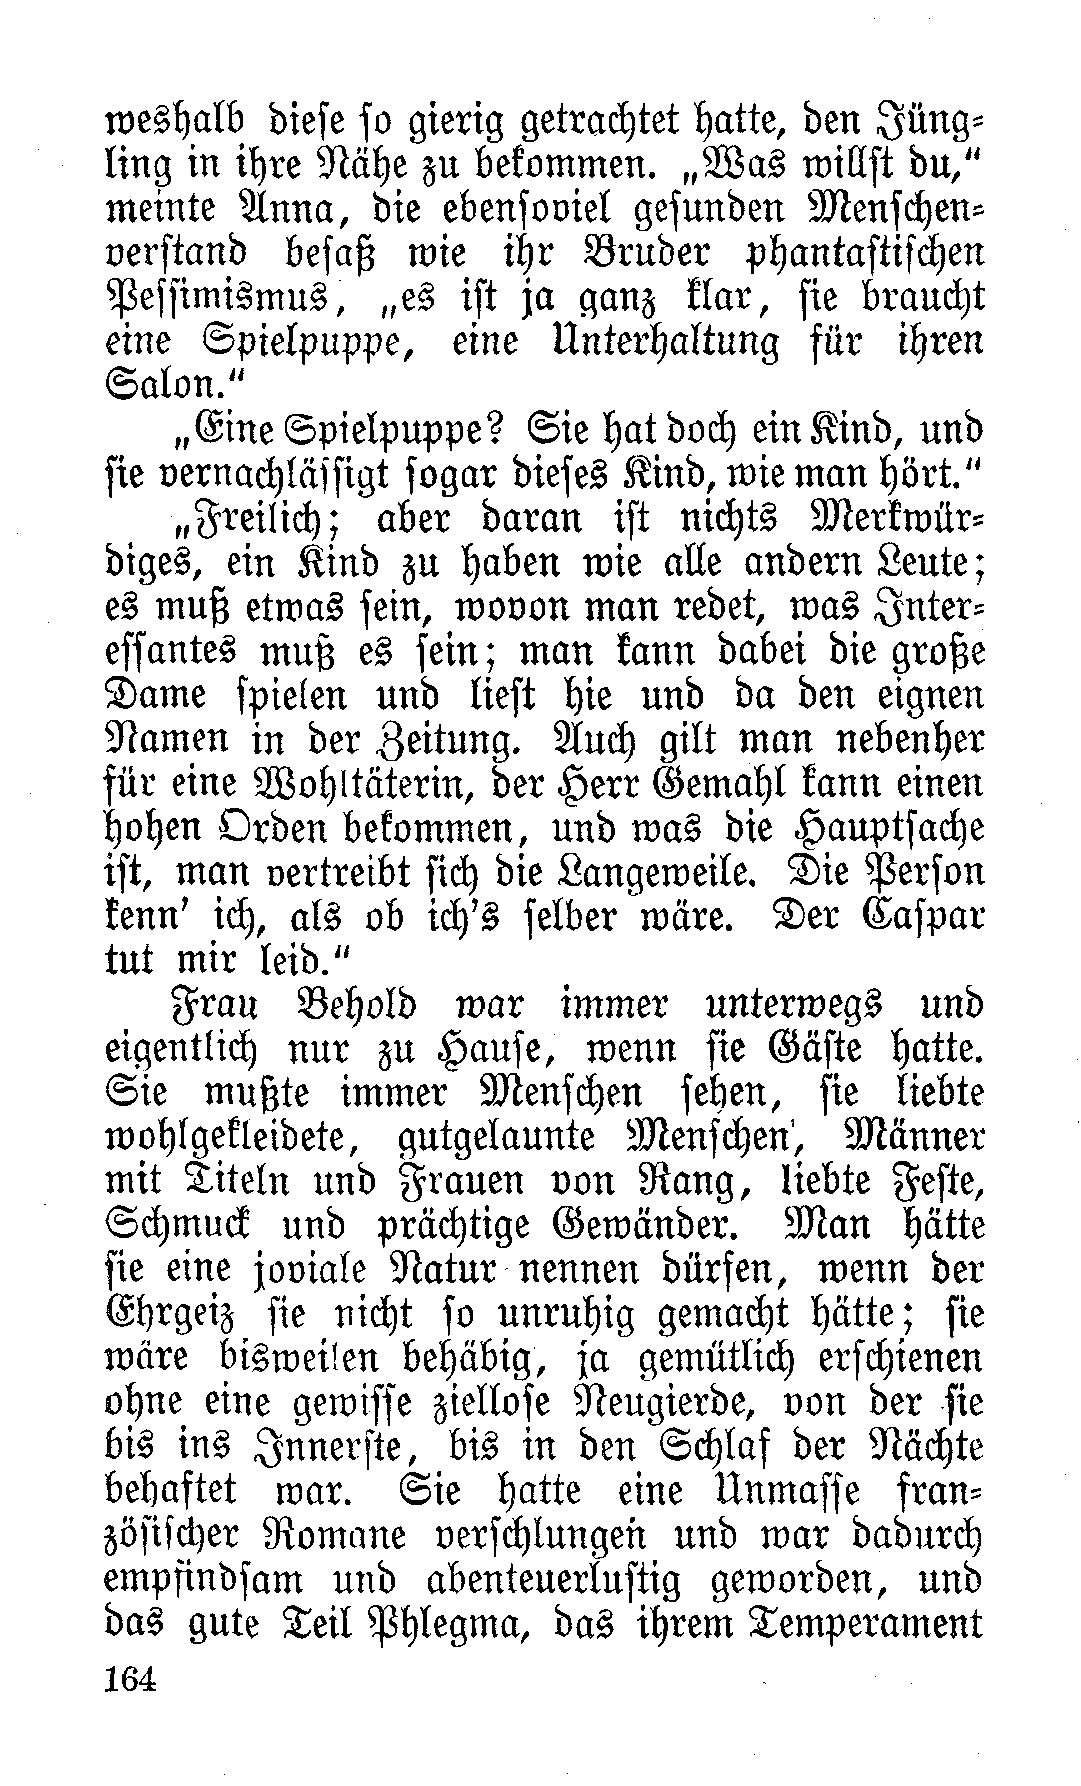 weshalb diese so gierig getrachtet hatte, den Jüng-
ling in ihre Nähe zu bekommen. „Was willst du,“
meinte Anna, die ebensoviel gesunden Menschen-
verstand besaß wie ihr Bruder phantastischen
Pessimismus, „es ist ja ganz klar, sie braucht
eine Spielpuppe, eine Unterhaltung für ihren
Salon.“
„Eine Spielpuppe? Sie hat doch ein Kind, und
sie vernachlässigt sogar dieses Kind, wie man hört.“
„Freilich; aber daran ist nichts Merkwür-
diges, ein Kind zu haben wie alle andern Leute;
es muß etwas sein, wovon man redet, was Inter-
essantes muß es sein; man kann dabei die große
Dame spielen und liest hie und da den eignen
Namen in der Zeitung. Auch gilt man nebenher
für eine Wohltäterin, der Herr Gemahl kann einen
hohen Orden bekommen, und was die Hauptsache
ist, man vertreibt sich die Langeweile. Die Person
kenn' ich, als ob ich's selber wäre. Der Caspar
tut mir leid.“
Frau Behold war immer unterwegs und
eigentlich nur zu Hause, wenn sie Gäste hatte.
Sie mußte immer Menschen sehen, sie liebte
wohlgekleidete, gutgelaunte Menschen, Männer
mit Titeln und Frauen von Rang, liebte Feste,
Schmuck und prächtige Gewänder. Man hätte
sie eine joviale Natur nennen dürfen, wenn der
Ehrgeiz sie nicht so unruhig gemacht hätte; sie
wäre bisweilen behäbig, ja gemütlich erschienen
ohne eine gewisse ziellose Neugierde, von der sie
bis ins Innerste, bis in den Schlaf der Nächte
behaftet war. Sie hatte eine Unmasse fran-
zösischer Romane verschlungen und war dadurch
empfindsam und abenteuerlustig geworden, und
das gute Teil Phlegma, das ihrem Temperament
164